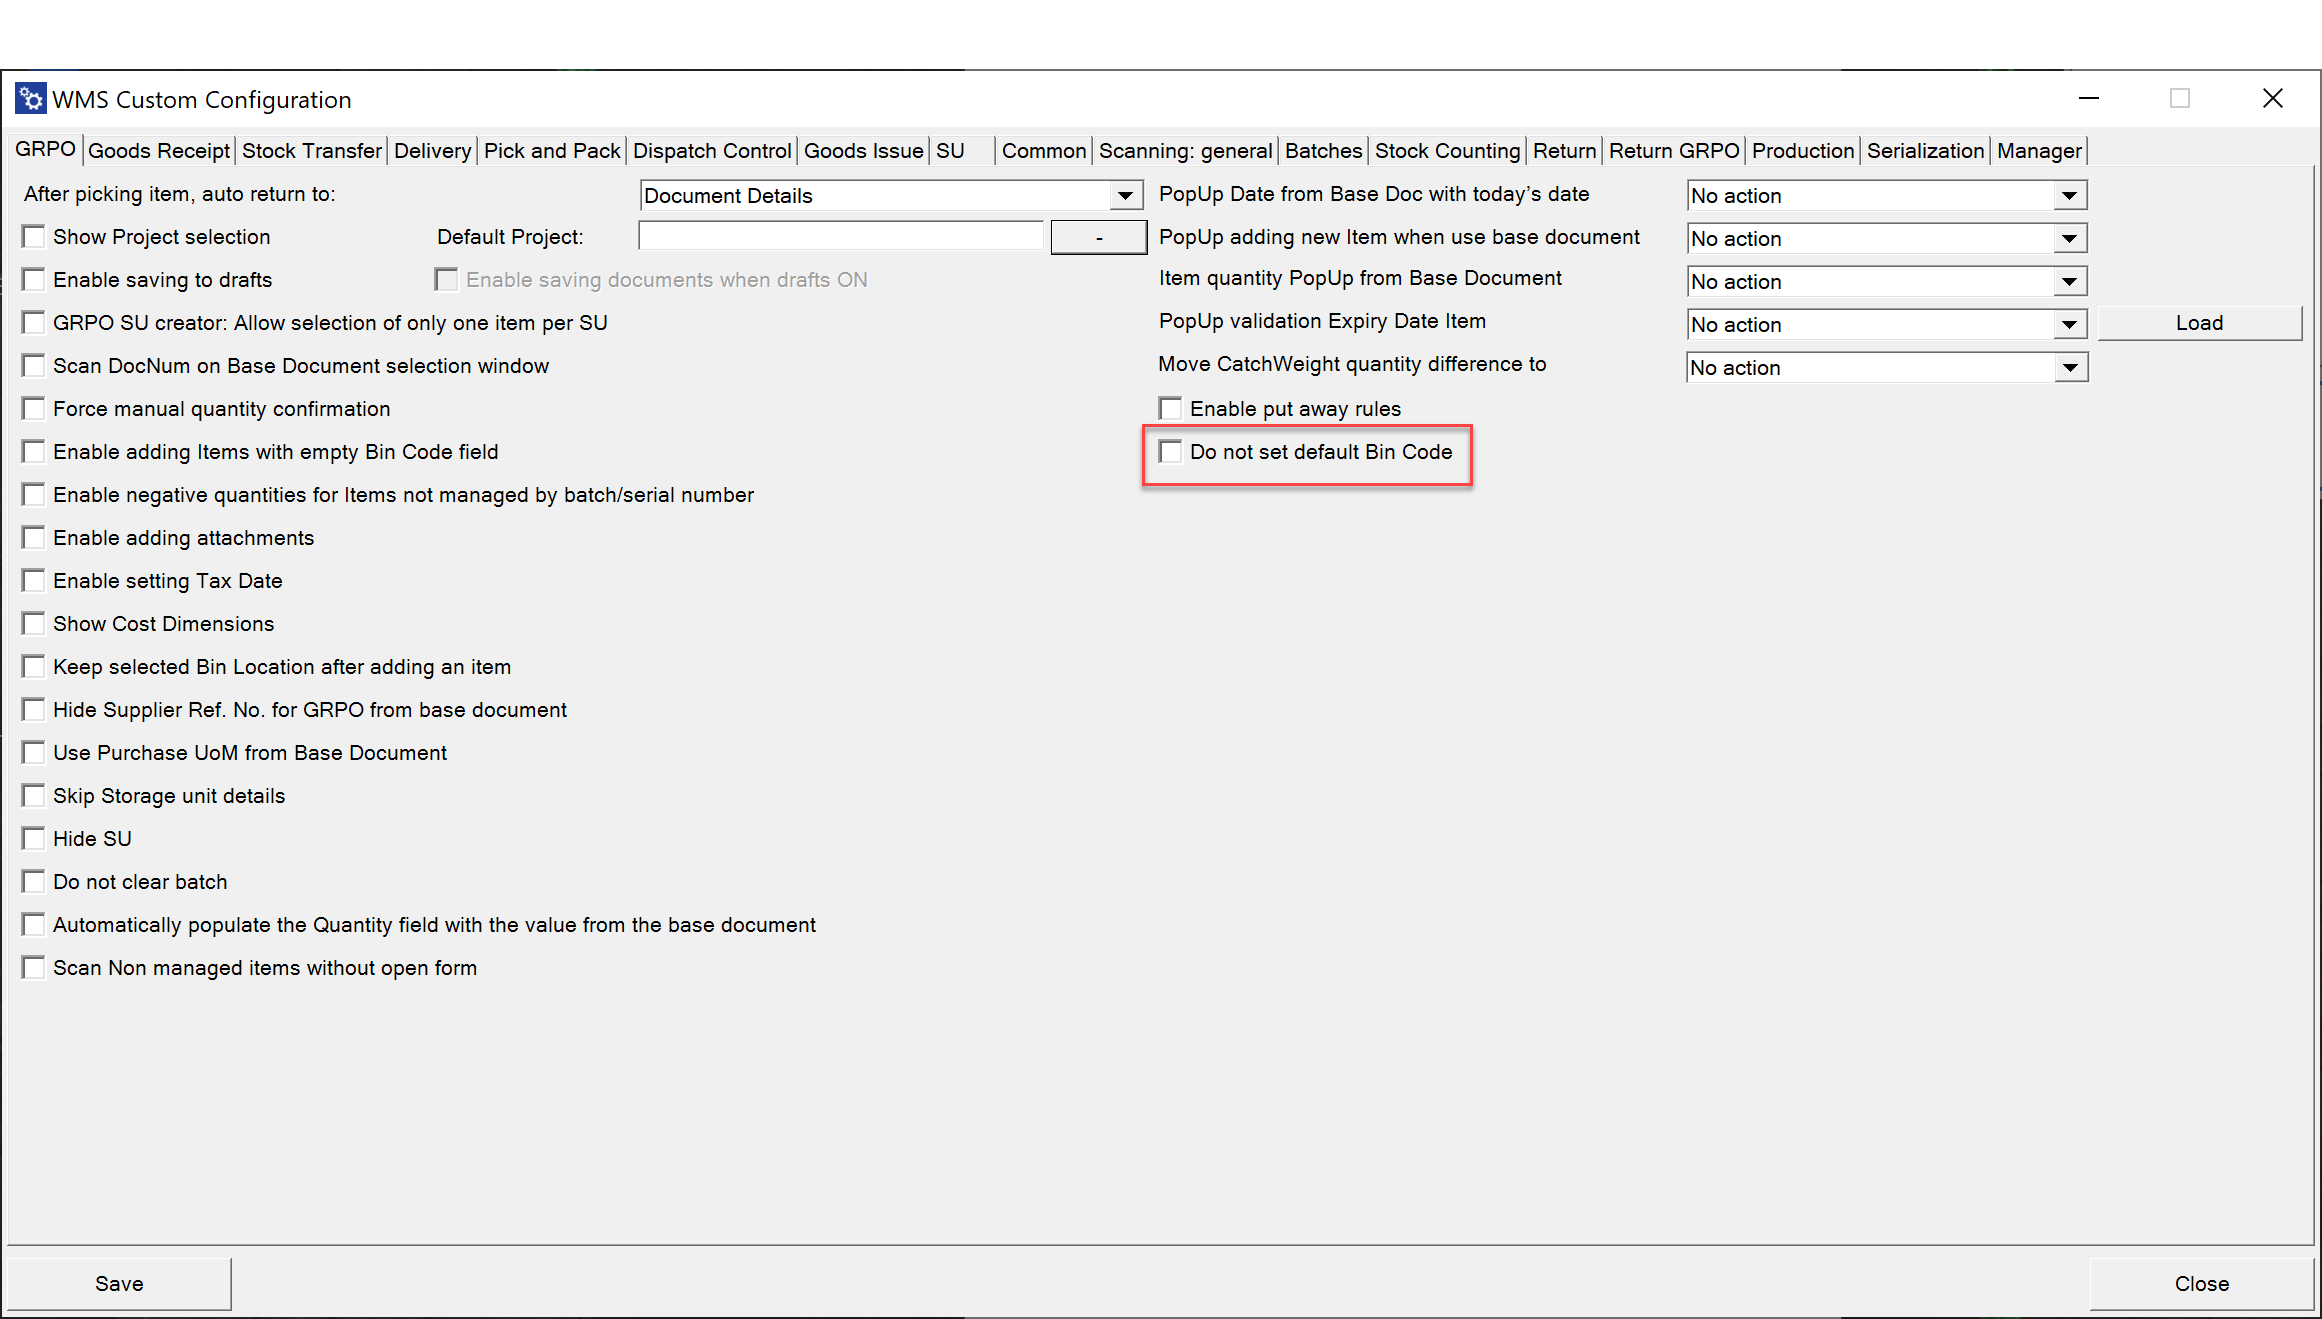 WMS Custom Configuration
GRPO Goods Receipt Stock Transfer Delivery Pick and Pack Dispatch Control Goods Issue SU Common Scanning: general Batches Stock Counting Return Return GRPO Production Serialization Manager
After picking item, auto return to: Document Details
Show Project selection Default Project: -
Enable saving to drafts Enable saving documents when drafts ON
GRPO SU creator: Allow selection of only one item per SU
Scan DocNum on Base Document selection window
Force manual quantity confirmation
Enable adding Items with empty Bin Code field
Enable negative quantities for Items not managed by batch/serial number
Enable adding attachments
Enable setting Tax Date
Show Cost Dimensions
Keep selected Bin Location after adding an item
Hide Supplier Ref. No. for GRPO from base document
Use Purchase UoM from Base Document
Skip Storage unit details
Hide SU
Do not clear batch
Automatically populate the Quantity field with the value from the base document
Scan Non managed items without open form
PopUp Date from Base Doc with today’s date No action
PopUp adding new Item when use base document No action
Item quantity PopUp from Base Document No action
PopUp validation Expiry Date Item No action Load
Move CatchWeight quantity difference to No action
Enable put away rules
Do not set default Bin Code
Save Close